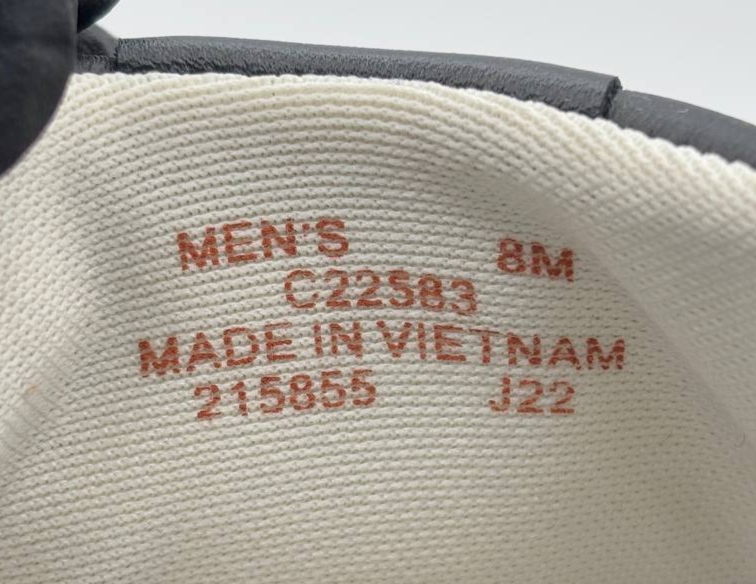 MEN'S 8M
C22583
MADE IN VIETNAM
215855 J22